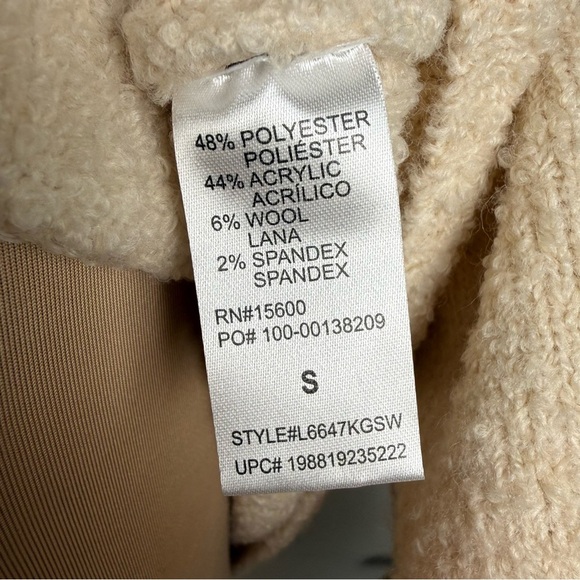 48% POLYESTER
POLIÉSTER
44% ACRYLIC
ACRÍLICO
6% WOOL
LANA
2% SPANDEX
SPANDEX
RN#15600
PO# 100-00138209
S
STYLE#L6647KGSW
UPC# 198819235222